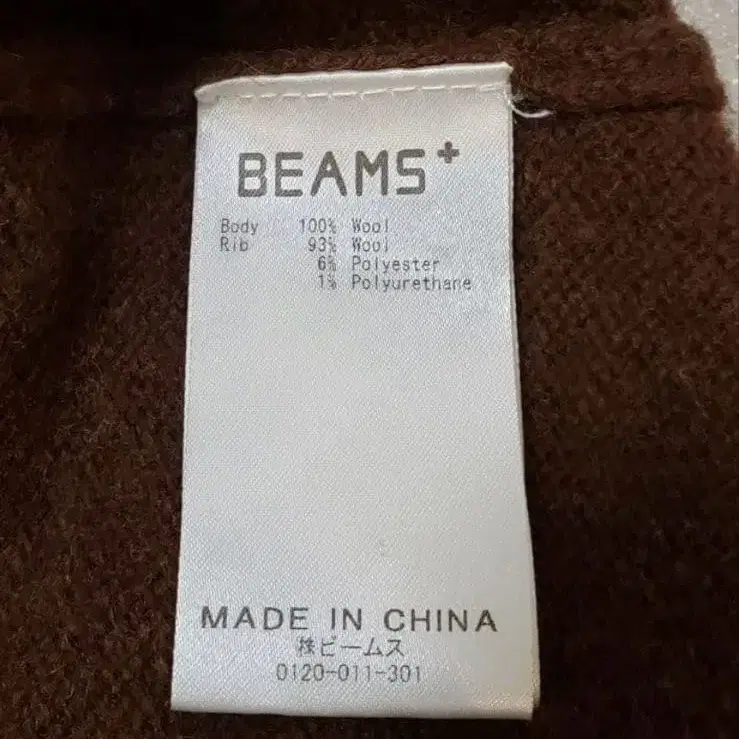 BEAMS+
Body 100% Wool
Rib 93% Wool
6% Polyester
1% Polyurethane
MADE IN CHINA
㈱ビームス
0120-011-301